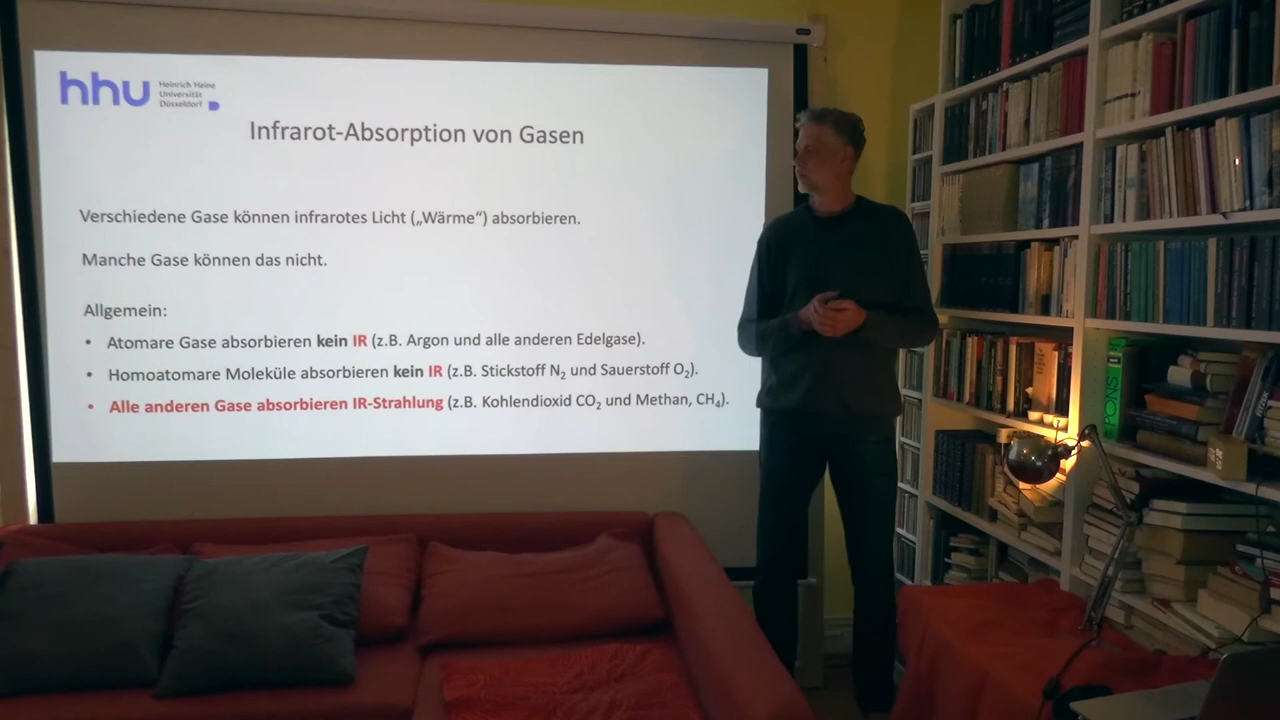 hhu Heinrich Heine
Universität
Düsseldorf
Infrarot-Absorption von Gasen
Verschiedene Gase können infrarotes Licht („Wärme“) absorbieren.
Manche Gase können das nicht.
Allgemein:
• Atomare Gase absorbieren kein IR (z.B. Argon und alle anderen Edelgase).
• Homoatomare Moleküle absorbieren kein IR (z.B. Stickstoff N₂ und Sauerstoff O₂).
• Alle anderen Gase absorbieren IR-Strahlung (z.B. Kohlendioxid CO₂ und Methan, CH₄).
PONS